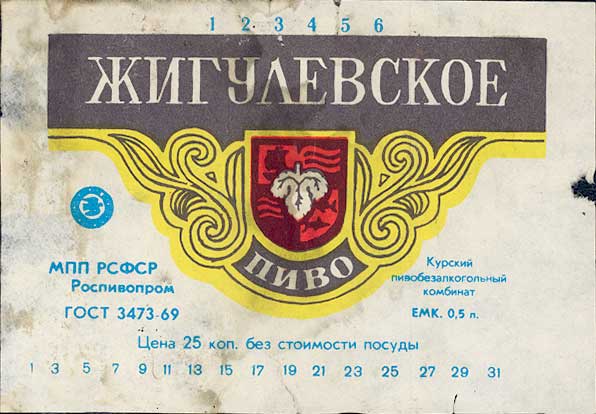 1 2 3 4 5 6
ЖИГУЛЕВСКОЕ
ПИВО
МПП РСФСР
Роспивопром
ГОСТ 3473-69
Курский
пивобезалкогольный
комбинат
ЕМК. 0,5 л.
Цена 25 коп. без стоимости посуды
1 3 5 7 9 11 13 15 17 19 21 23 25 27 29 31